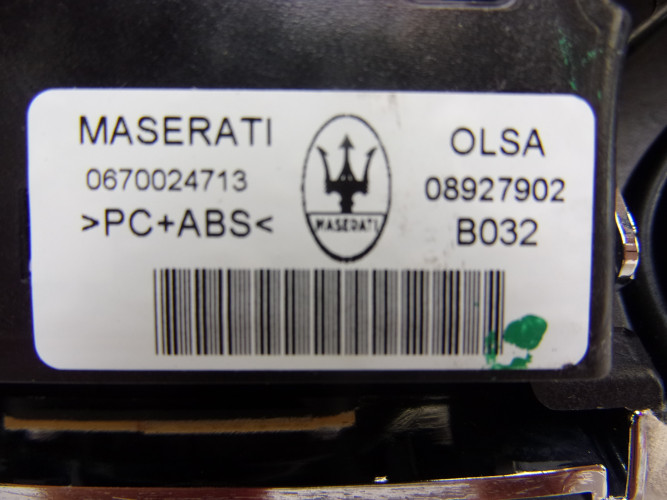 MASERATI
0670024713
>PC+ABS<
MASERATI
OLSA
08927902
B032